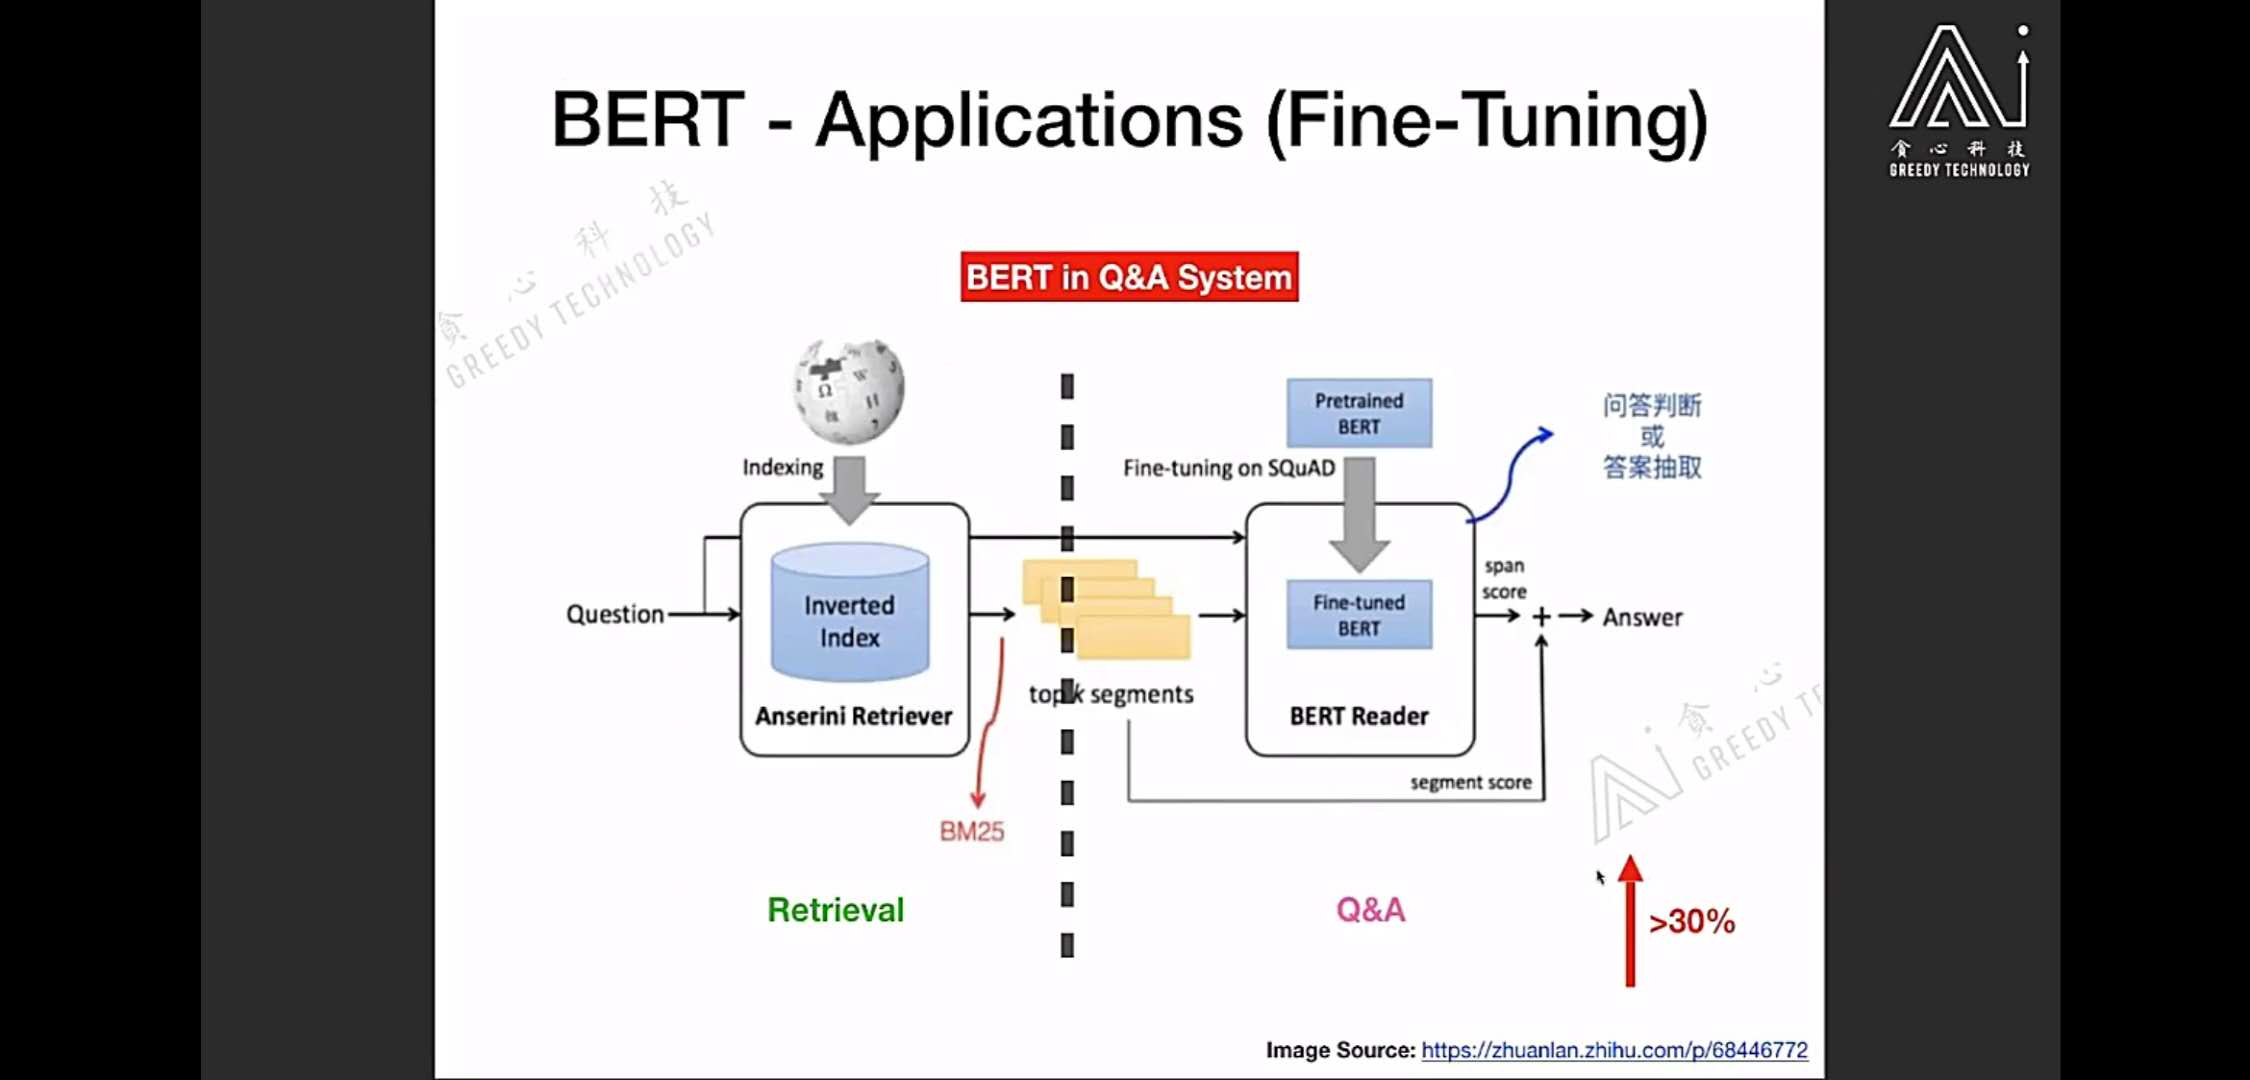 BERT - Applications (Fine-Tuning)
贪心科技
GREEDY TECHNOLOGY
贪心科技
GREEDY TECHNOLOGY
BERT in Q&A System
Indexing
Pretrained
BERT
Fine-tuning on SQuAD
问答判断
或
答案抽取
Question
Inverted
Index
Anserini Retriever
top k segments
Fine-tuned
BERT
BERT Reader
span
score
+
Answer
segment score
BM25
贪心
GREEDY TE
Retrieval
Q&A
>30%
Image Source: https://zhuanlan.zhihu.com/p/68446772